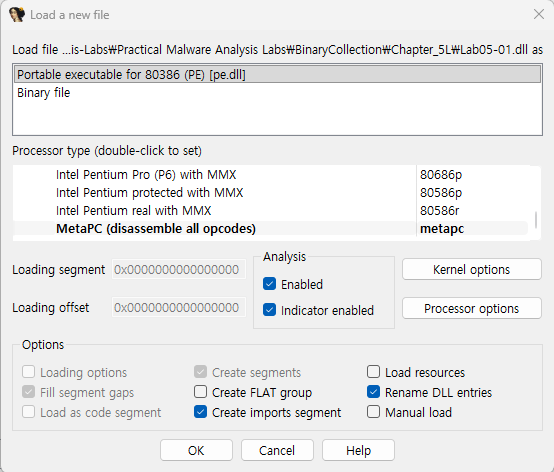 Load a new file
Load file ...is-Labs₩Practical Malware Analysis Labs₩BinaryCollection₩Chapter_5L₩Lab05-01.dll as
Portable executable for 80386 (PE) [pe.dll]
Binary file
Processor type (double-click to set)
Intel Pentium Pro (P6) with MMX 80686p
Intel Pentium protected with MMX 80586p
Intel Pentium real with MMX 80586r
MetaPC (disassemble all opcodes) metapc
Analysis
Loading segment 0x0000000000000000 Enabled Kernel options
Loading offset 0x0000000000000000 Indicator enabled Processor options
Options
Loading options Create segments Load resources
Fill segment gaps Create FLAT group Rename DLL entries
Load as code segment Create imports segment Manual load
OK Cancel Help